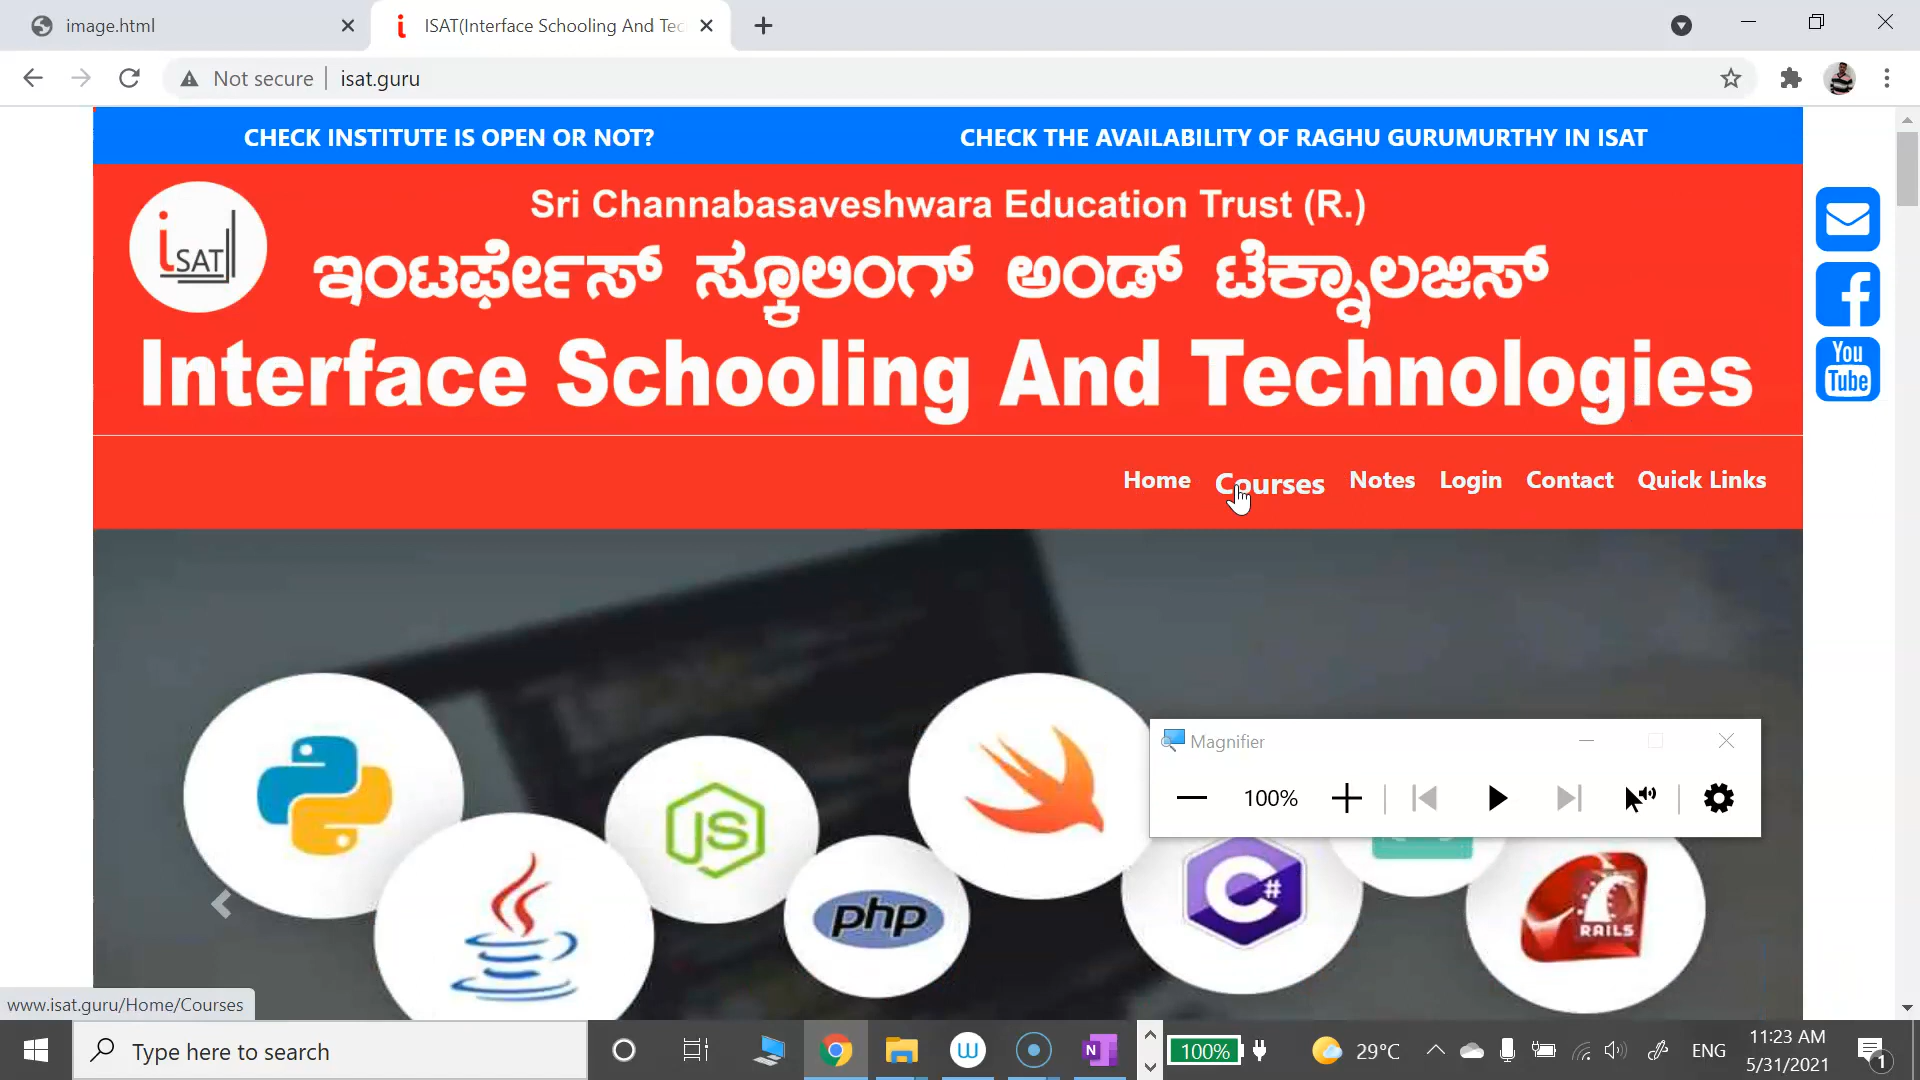 image.html
ISAT(Interface Schooling And Tec
Not secure
isat.guru
CHECK INSTITUTE IS OPEN OR NOT?
CHECK THE AVAILABILITY OF RAGHU GURUMURTHY IN ISAT
iSAT
Sri Channabasaveshwara Education Trust (R.)
ಇಂಟರ್ಫೇಸ್ ಸ್ಕೂಲಿಂಗ್ ಅಂಡ್ ಟೆಕ್ನಾಲಜಿಸ್
Interface Schooling And Technologies
You
Tube
Home Courses Notes Login Contact Quick Links
Magnifier
100%
JS
php
C#
RAILS
www.isat.guru/Home/Courses
Type here to search
W
N
100%
29°C
ENG
11:23 AM
5/31/2021
1